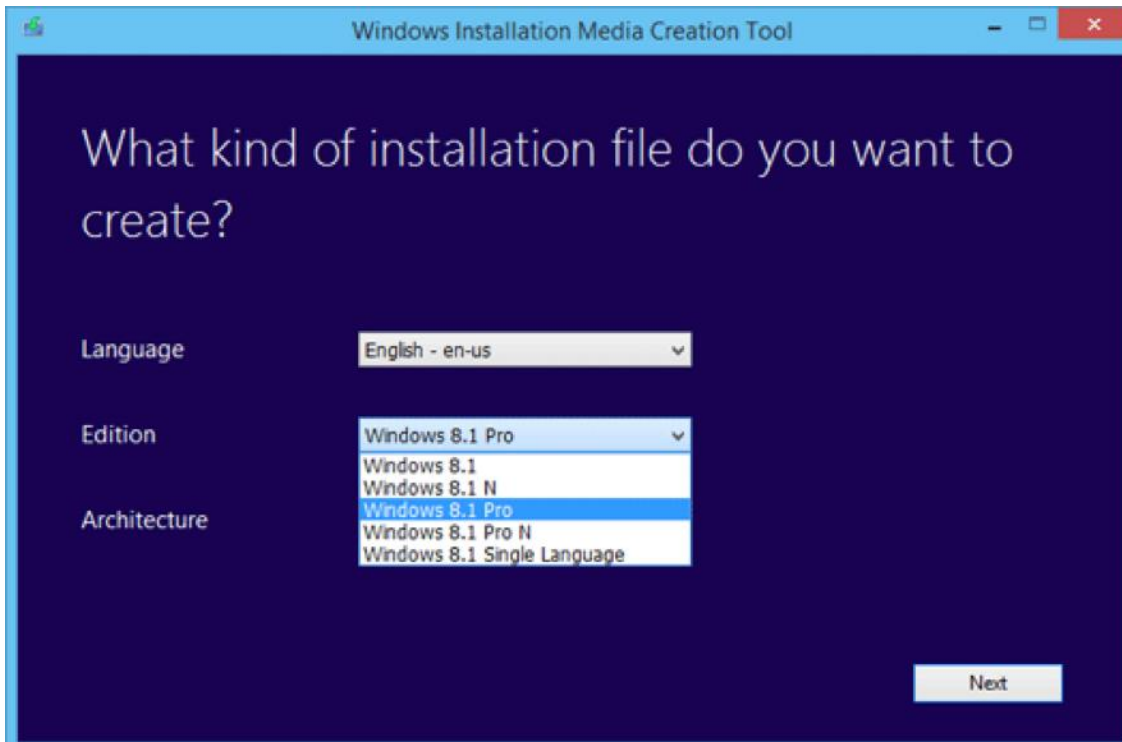 Windows Installation Media Creation Tool
What kind of installation file do you want to
create?
Language
English - en-us
Edition
Windows 8.1 Pro
Windows 8.1
Windows 8.1 N
Windows 8.1 Pro
Windows 8.1 Pro N
Windows 8.1 Single Language
Architecture
Next